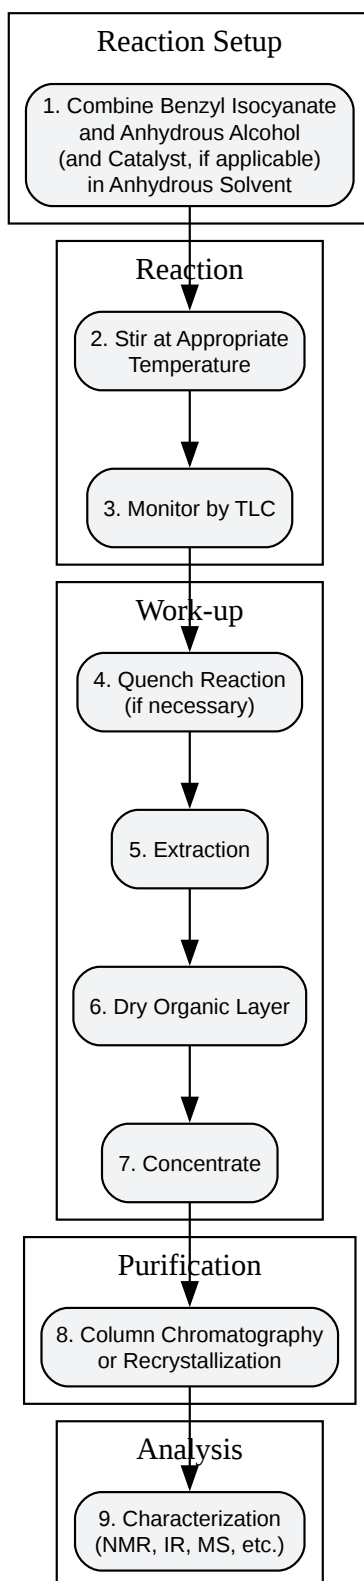 Reaction Setup
1. Combine Benzyl Isocyanate
and Anhydrous Alcohol
(and Catalyst, if applicable)
in Anhydrous Solvent
Reaction
2. Stir at Appropriate
Temperature
3. Monitor by TLC
Work-up
4. Quench Reaction
(if necessary)
5. Extraction
6. Dry Organic Layer
7. Concentrate
Purification
8. Column Chromatography
or Recrystallization
Analysis
9. Characterization
(NMR, IR, MS, etc.)